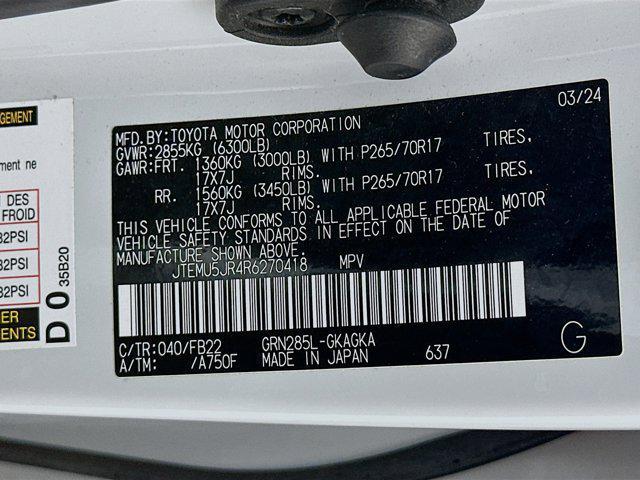 03/24
MFD.BY:TOYOTA MOTOR CORPORATION
GVWR:2855KG (6300LB)
GAWR:FRT. 1360KG (3000LB) WITH P265/70R17 TIRES,
17X7J RIMS.
RR. 1560KG (3450LB) WITH P265/70R17 TIRES,
17X7J RIMS.
THIS VEHICLE CONFORMS TO ALL APPLICABLE FEDERAL MOTOR
VEHICLE SAFETY STANDARDS IN EFFECT ON THE DATE OF
MANUFACTURE SHOWN ABOVE.
JTEMU5JR4R6270418 MPV
C/TR:040/FB22 GRN285L-GKAGKA
A/TM: /A750F MADE IN JAPAN 637
G
GEMENT
ment ne
DES
FROID
32PSI
32PSI
32PSI
ER
ENTS
D 0 35B20